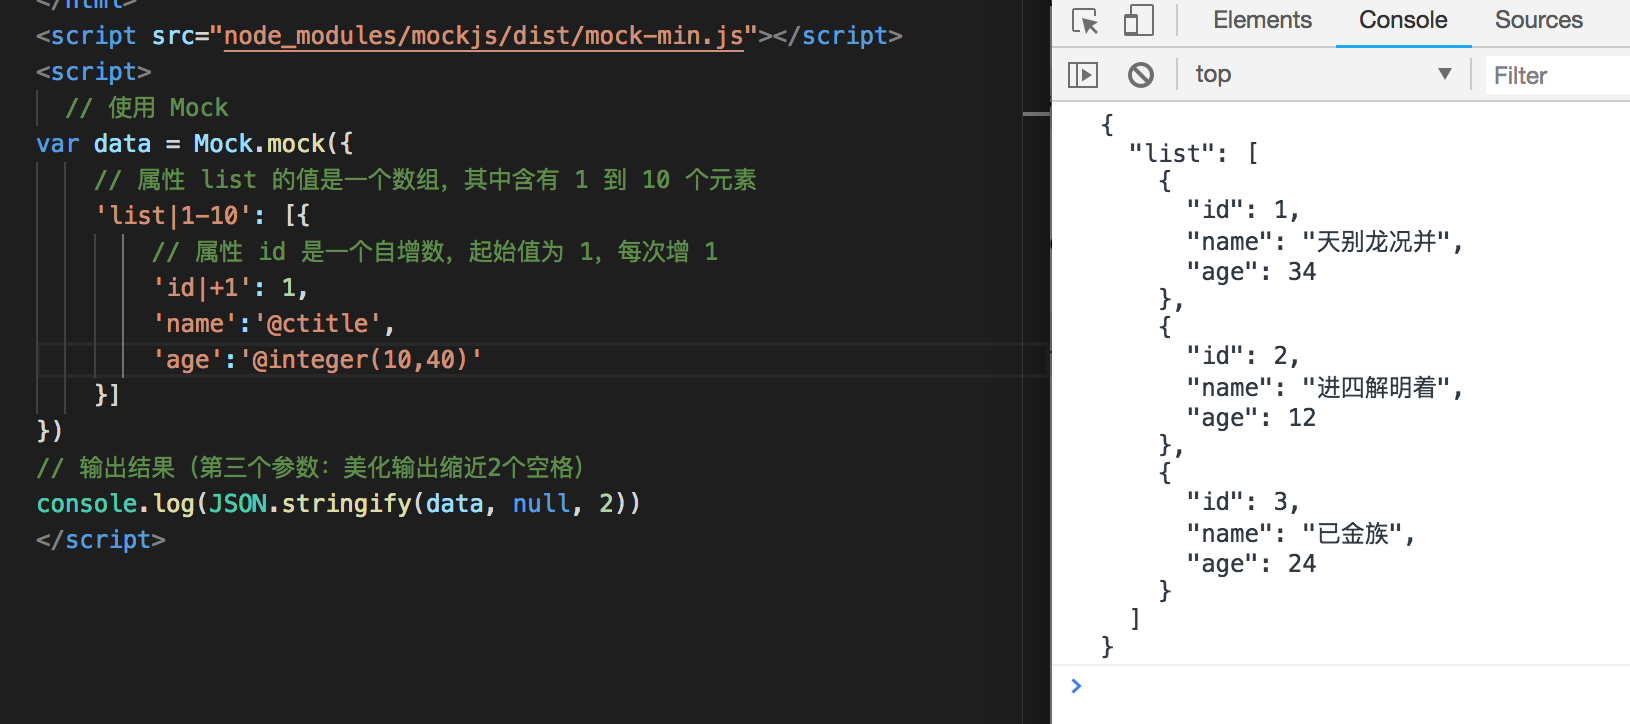 </html>
<script src="node_modules/mockjs/dist/mock-min.js"></script>
<script>
// 使用 Mock
var data = Mock.mock({
// 属性 list 的值是一个数组，其中含有 1 到 10 个元素
'list|1-10': [{
// 属性 id 是一个自增数，起始值为 1，每次增 1
'id|+1': 1,
'name':'@ctitle',
'age':'@integer(10,40)'
}]
})
// 输出结果（第三个参数：美化输出缩近2个空格）
console.log(JSON.stringify(data, null, 2))
</script>
Elements Console Sources
top ▼ Filter
{
"list": [
{
"id": 1,
"name": "天别龙况并",
"age": 34
},
{
"id": 2,
"name": "进四解明着",
"age": 12
},
{
"id": 3,
"name": "已金族",
"age": 24
}
]
}
>